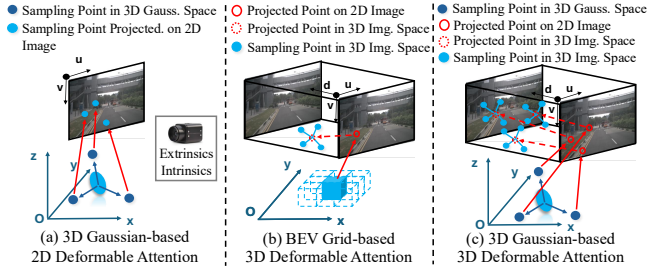 Sampling Point in 3D Gauss. Space
Sampling Point Projected. on 2D
Image
u
v
Extrinsics
Intrinsics
z
y
O
x
(a) 3D Gaussian-based
2D Deformable Attention
Projected Point on 2D Image
Projected Point in 3D Img. Space
Sampling Point in 3D Img. Space
d
u
v
z
y
O
x
(b) BEV Grid-based
3D Deformable Attention
Sampling Point in 3D Gauss. Space
Projected Point on 2D Image
Projected Point in 3D Img. Space
Sampling Point in 3D Img. Space
d
u
v
z
y
O
x
(c) 3D Gaussian-based
3D Deformable Attention